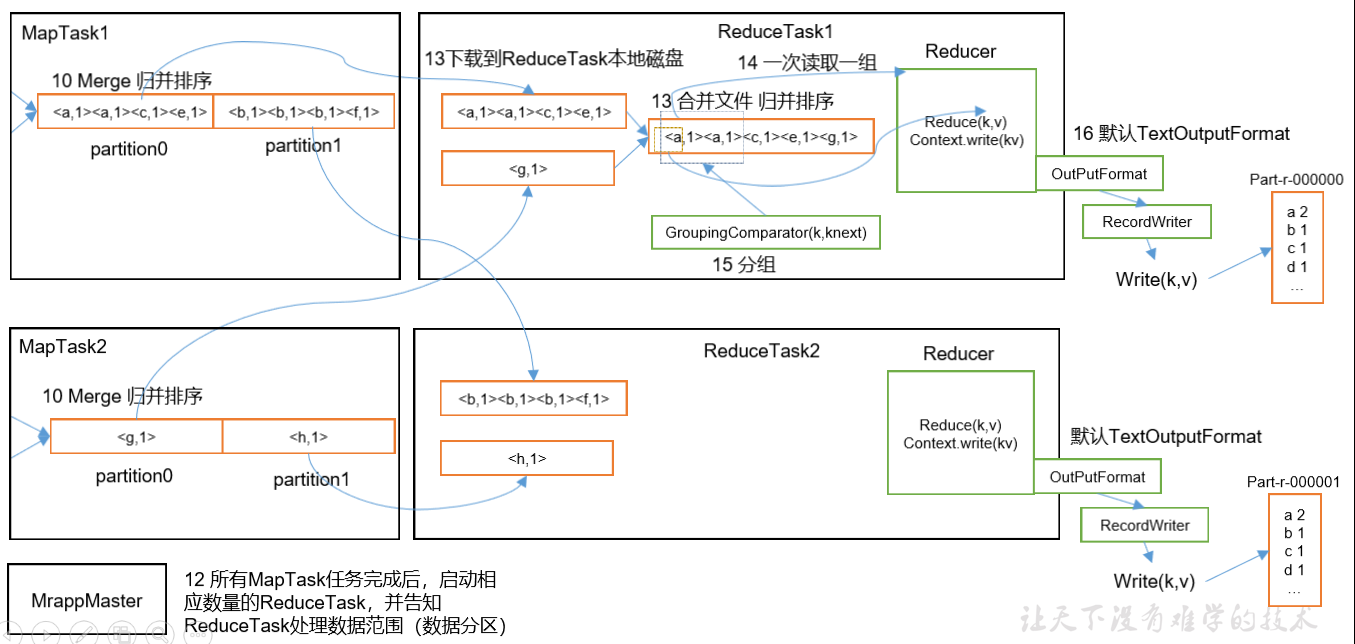 MapTask1
10 Merge 归并排序
<a,1><a,1><c,1><e,1>
<b,1><b,1><b,1><f,1>
partition0
partition1
ReduceTask1
13下载到ReduceTask本地磁盘
<a,1><a,1><c,1><e,1>
<g,1>
13 合并文件 归并排序
<a,1><a,1><c,1><e,1><g,1>
14 一次读取一组
GroupingComparator(k,knext)
15 分组
Reducer
Reduce(k,v)
Context.write(kv)
16 默认TextOutputFormat
OutPutFormat
RecordWriter
Write(k,v)
Part-r-000000
a 2
b 1
c 1
d 1
...
MapTask2
10 Merge 归并排序
<g,1>
<h,1>
partition0
partition1
ReduceTask2
<b,1><b,1><b,1><f,1>
<h,1>
Reducer
Reduce(k,v)
Context.write(kv)
默认TextOutputFormat
OutPutFormat
RecordWriter
Write(k,v)
Part-r-000001
a 2
b 1
c 1
d 1
...
MrappMaster
12 所有MapTask任务完成后，启动相
应数量的ReduceTask，并告知
ReduceTask处理数据范围（数据分区）
让天下没有难学的技术